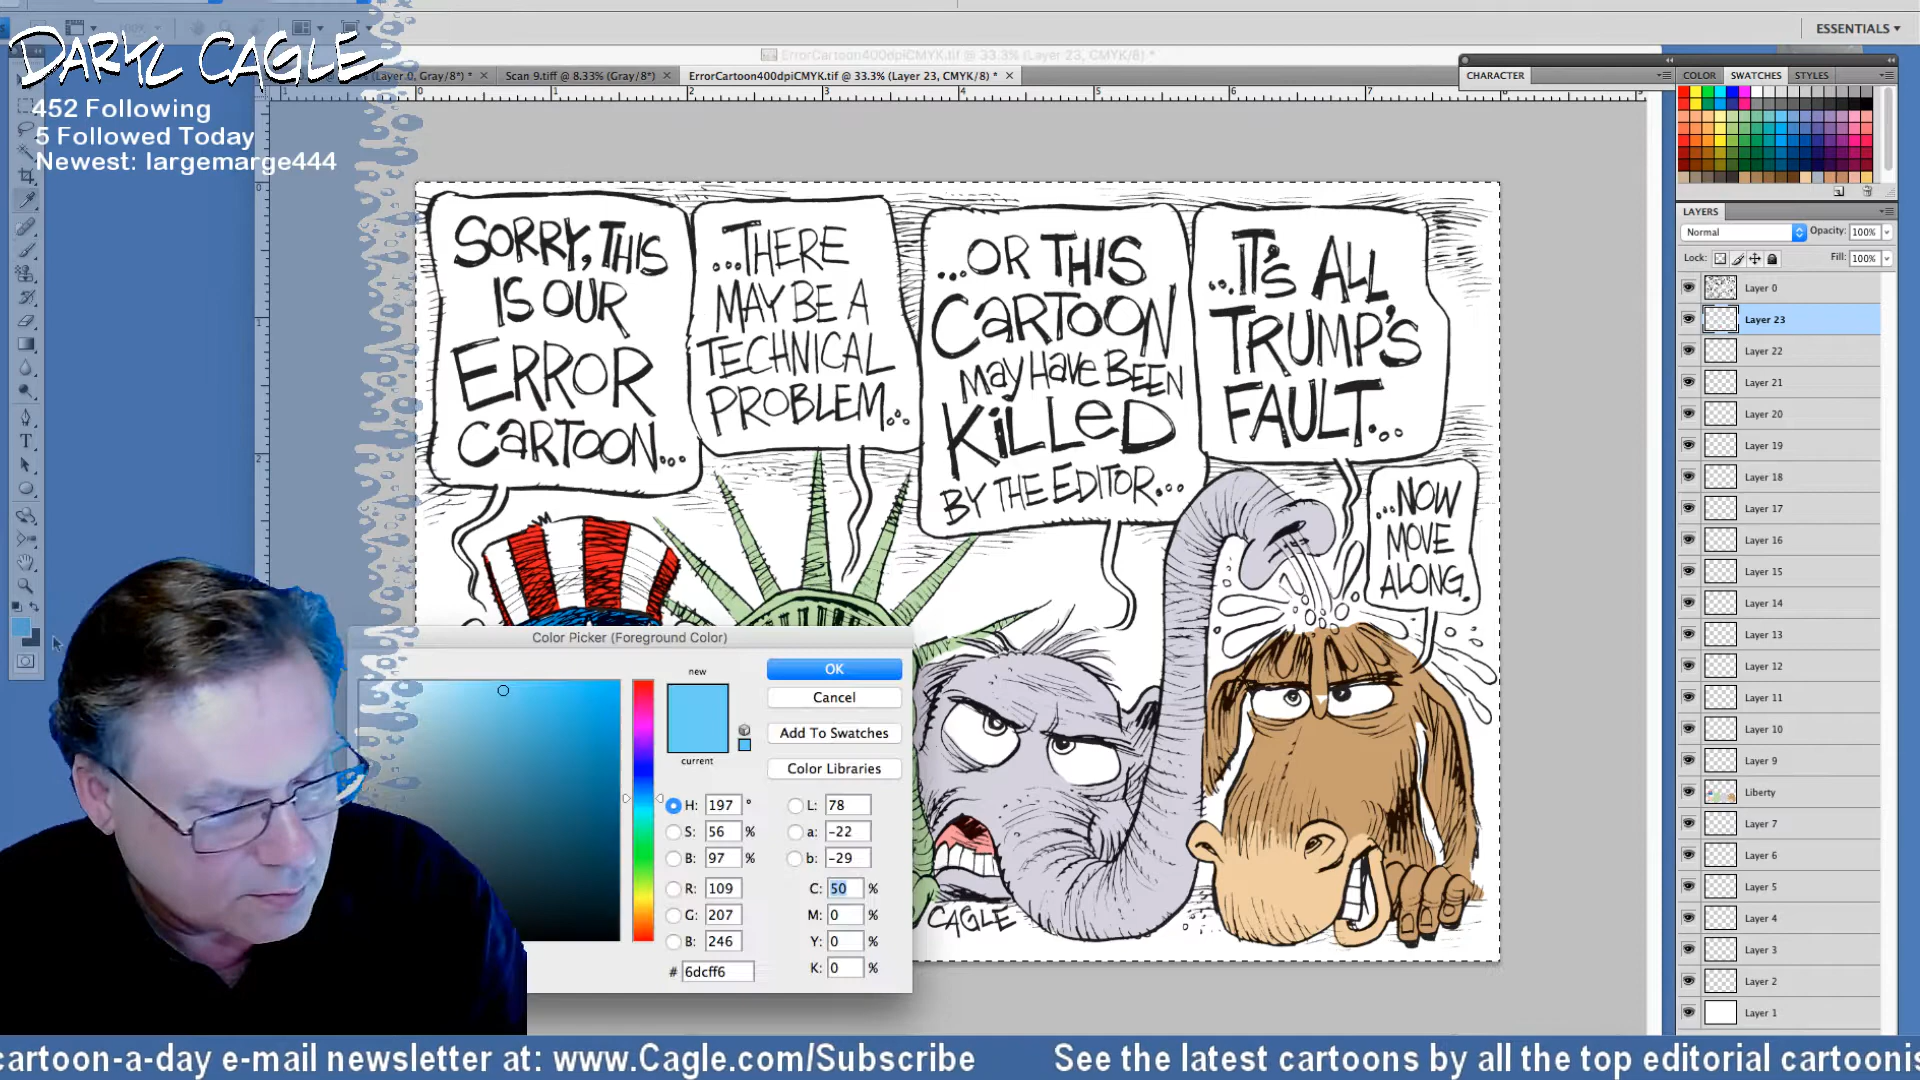 ESSENTIALS
DARYL CAGLE
ErrorCartoon400dpiCMYK.tif @ 33.3% (Layer 23, CMYK/8) *
(Layer 0, Gray/8*) *
Scan 9.tiff @ 8.33% (Gray/8*)
ErrorCartoon400dpiCMYK.tif @ 33.3% (Layer 23, CMYK/8) *
CHARACTER
COLOR
SWATCHES
STYLES
452 Following
5 Followed Today
Newest: largemarge444
SORRY, THIS
IS OUR
ERROR
CARTOON...
...THERE
MAY BE A
TECHNICAL
PROBLEM...
...OR THIS
CARTOON
MAY HAVE BEEN
KILLED
BY THE EDITOR...
...IT'S ALL
TRUMP'S
FAULT...
...NOW
MOVE
ALONG.
CAGLE
LAYERS
Normal
Opacity: 100%
Lock:
Fill: 100%
Layer 0
Layer 23
Layer 22
Layer 21
Layer 20
Layer 19
Layer 18
Layer 17
Layer 16
Layer 15
Layer 14
Layer 13
Layer 12
Layer 11
Layer 10
Layer 9
Liberty
Layer 7
Layer 6
Layer 5
Layer 4
Layer 3
Layer 2
Layer 1
Color Picker (Foreground Color)
new
current
OK
Cancel
Add To Swatches
Color Libraries
H: 197 °
S: 56 %
B: 97 %
R: 109
G: 207
B: 246
# 6dcff6
L: 78
a: -22
b: -29
C: 50 %
M: 0 %
Y: 0 %
K: 0 %
cartoon-a-day e-mail newsletter at: www.Cagle.com/Subscribe
See the latest cartoons by all the top editorial cartoonis